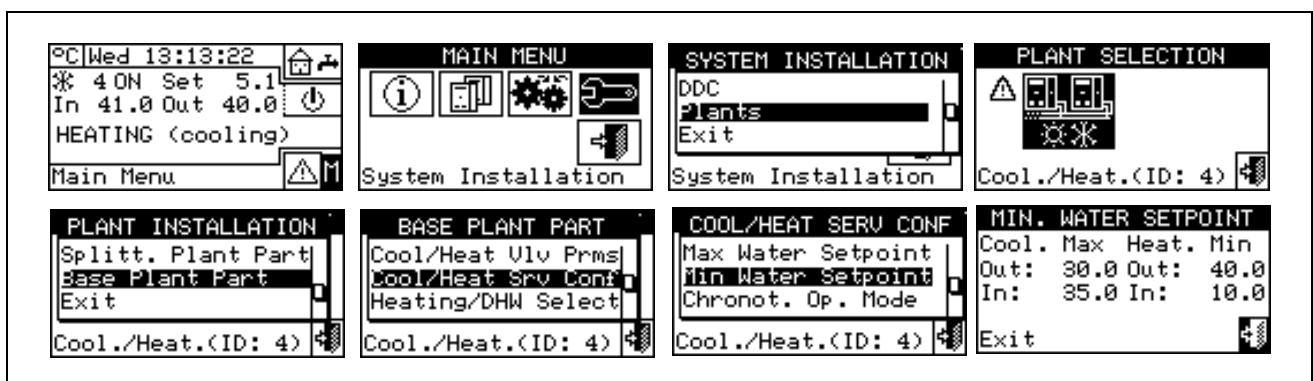 ºC Wed 13:13:22
4 ON Set 5.1
In 41.0 Out 40.0
HEATING (cooling)
Main Menu M
MAIN MENU
System Installation
SYSTEM INSTALLATION
DDC
Plants
Exit
System Installation
PLANT SELECTION
Cool./Heat.(ID: 4)
PLANT INSTALLATION
Splitt. Plant Part
Base Plant Part
Exit
Cool./Heat.(ID: 4)
BASE PLANT PART
Cool/Heat Vlv Prms
Cool/Heat Srv Conf
Heating/DHW Select
Cool./Heat.(ID: 4)
COOL/HEAT SERV CONF
Max Water Setpoint
Min Water Setpoint
Chronot. Op. Mode
Cool./Heat.(ID: 4)
MIN. WATER SETPOINT
Cool. Max Heat. Min
Out: 30.0 Out: 40.0
In: 35.0 In: 10.0
Exit